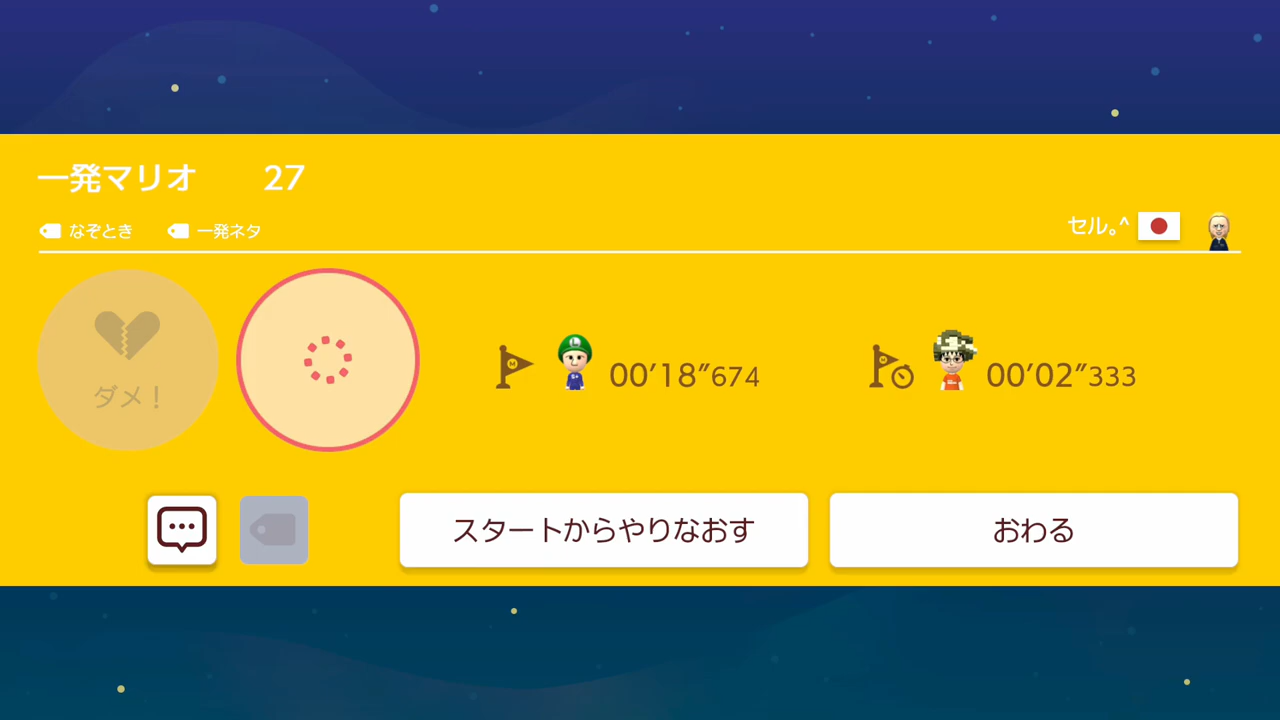 一発マリオ　　27
なぞとき　一発ネタ
セル。^
ダメ！
00'18"674
00'02"333
スタートからやりなおす
おわる